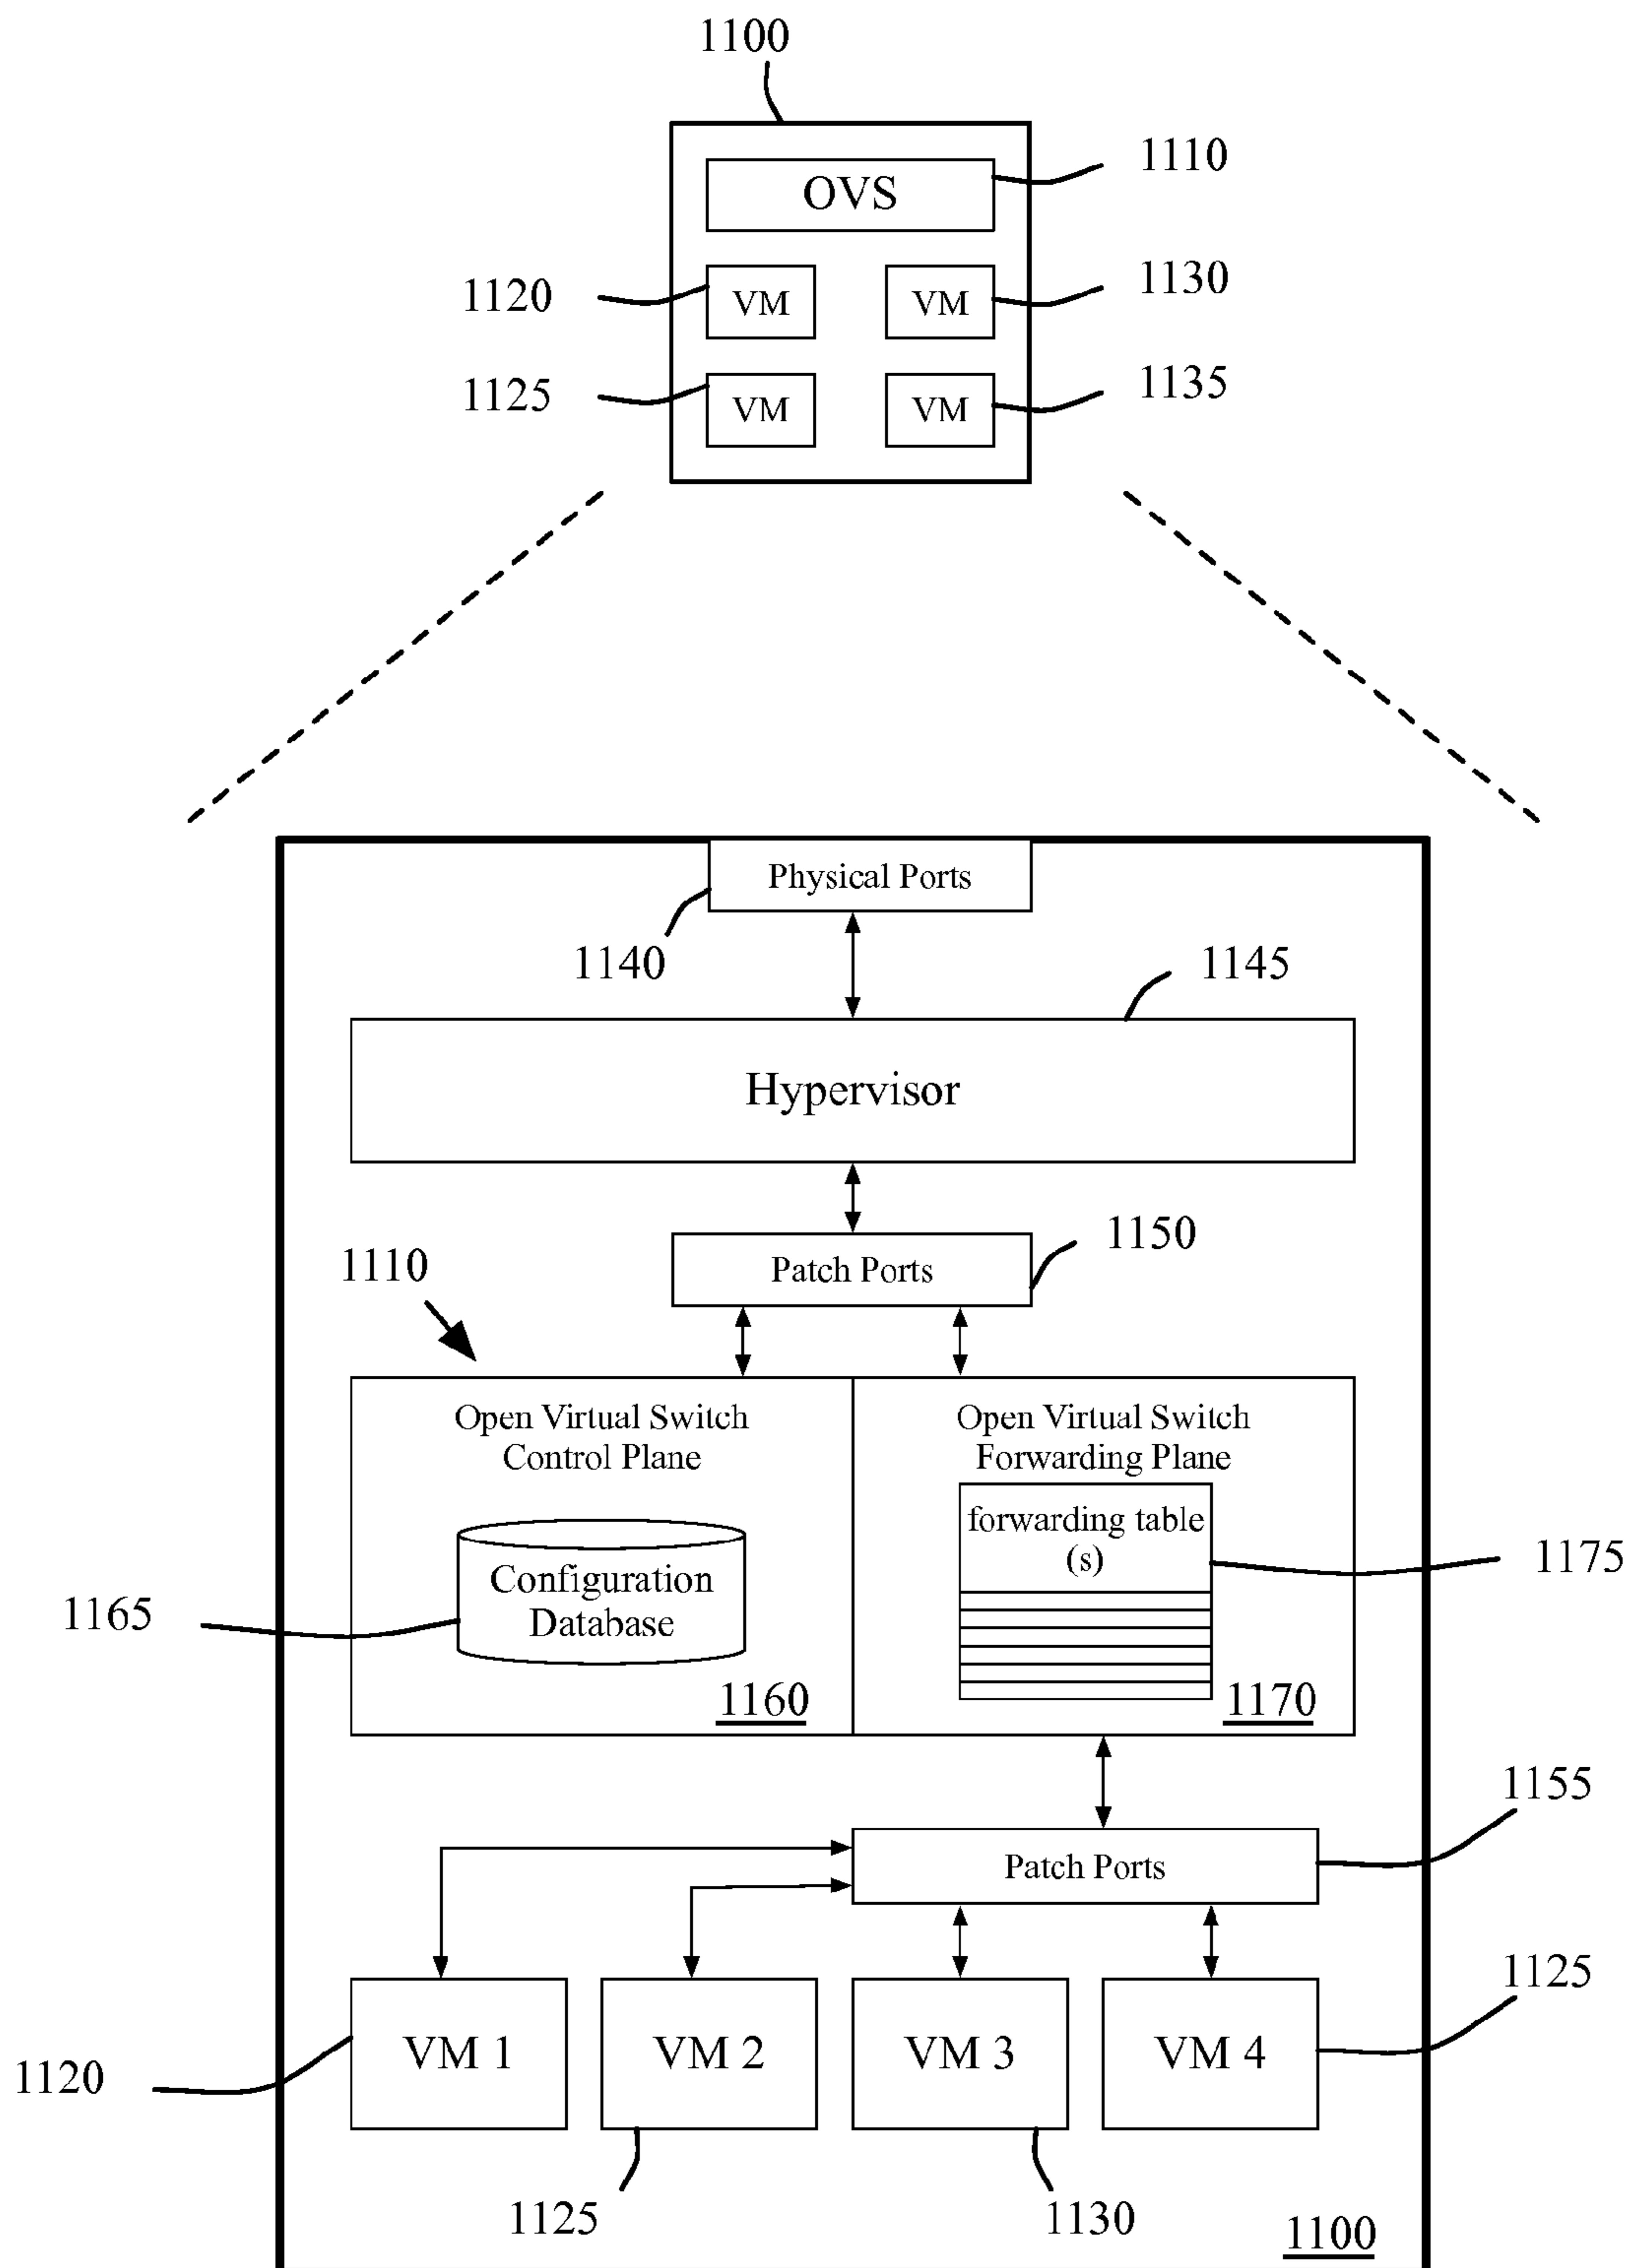 1100
OVS
1110
1120
VM
VM
1130
1125
VM
VM
1135
Physical Ports
1140
1145
Hypervisor
1150
Patch Ports
1110
Open Virtual Switch
Control Plane
Open Virtual Switch
Forwarding Plane
forwarding table
(s)
1175
Configuration
Database
1165
1160
1170
1155
Patch Ports
1125
VM 1
VM 2
VM 3
VM 4
1120
1125
1130
1100